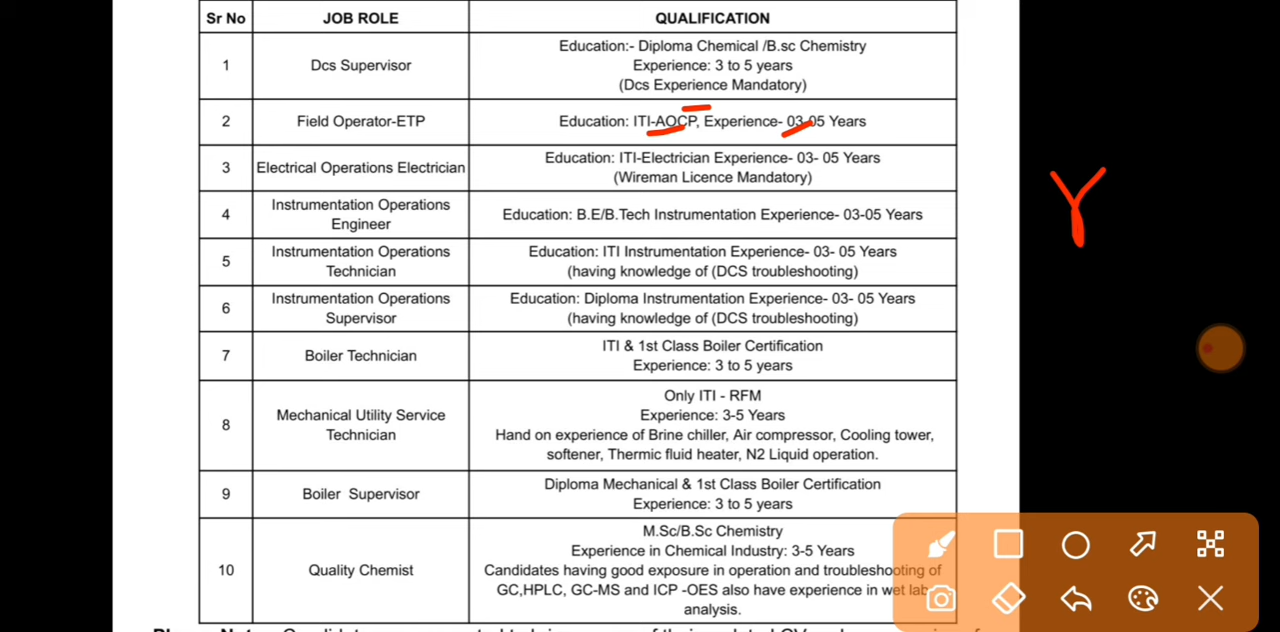 Sr No JOB ROLE QUALIFICATION
1 Dcs Supervisor Education:- Diploma Chemical /B.sc Chemistry
Experience: 3 to 5 years
(Dcs Experience Mandatory)
2 Field Operator-ETP Education: ITI-AOCP, Experience- 03-05 Years
3 Electrical Operations Electrician Education: ITI-Electrician Experience- 03- 05 Years
(Wireman Licence Mandatory)
4 Instrumentation Operations
Engineer Education: B.E/B.Tech Instrumentation Experience- 03-05 Years
5 Instrumentation Operations
Technician Education: ITI Instrumentation Experience- 03- 05 Years
(having knowledge of (DCS troubleshooting)
6 Instrumentation Operations
Supervisor Education: Diploma Instrumentation Experience- 03- 05 Years
(having knowledge of (DCS troubleshooting)
7 Boiler Technician ITI & 1st Class Boiler Certification
Experience: 3 to 5 years
8 Mechanical Utility Service
Technician Only ITI - RFM
Experience: 3-5 Years
Hand on experience of Brine chiller, Air compressor, Cooling tower,
softener, Thermic fluid heater, N2 Liquid operation.
9 Boiler Supervisor Diploma Mechanical & 1st Class Boiler Certification
Experience: 3 to 5 years
10 Quality Chemist M.Sc/B.Sc Chemistry
Experience in Chemical Industry: 3-5 Years
Candidates having good exposure in operation and troubleshooting of
GC,HPLC, GC-MS and ICP -OES also have experience in wet lab
analysis.
Y